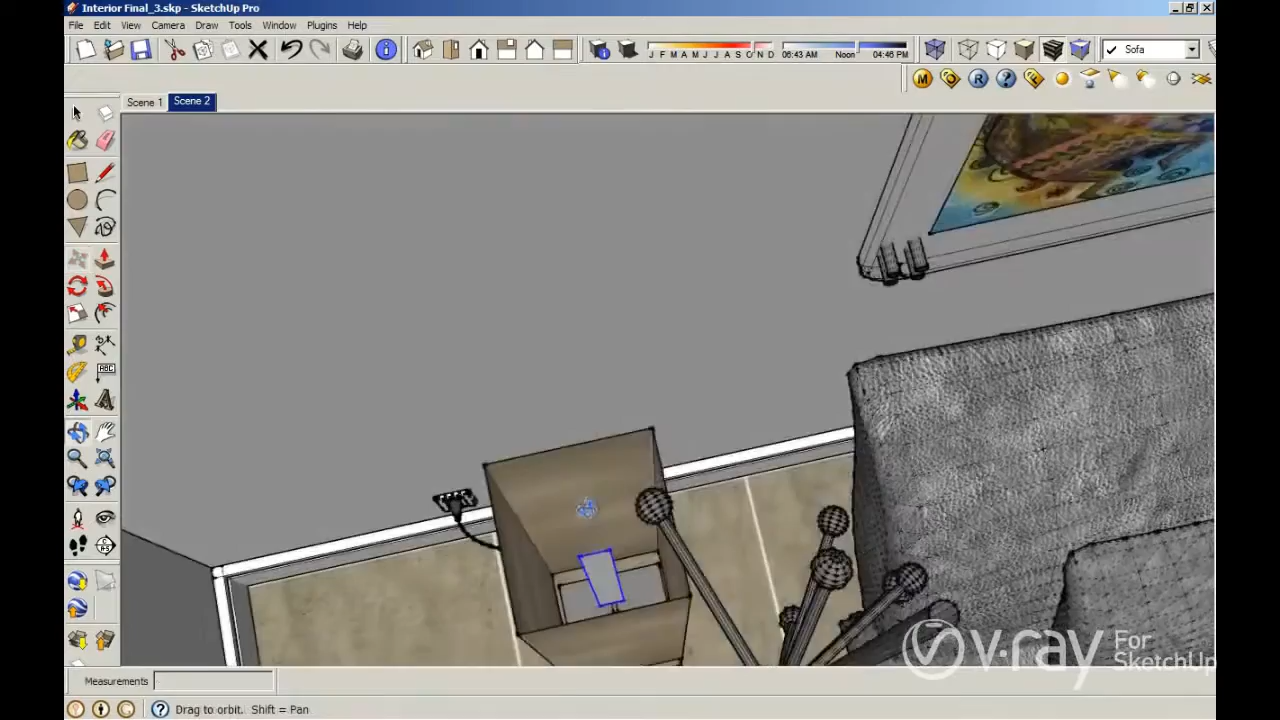 Interior Final_3.skp - SketchUp Pro
File Edit View Camera Draw Tools Window Plugins Help
J F M A M J J A S O N D 06:43 AM Noon 04:46 PM
Sofa
M R ?
Scene 1 Scene 2
ABC
V-ray For SketchUp
Measurements
Drag to orbit. Shift = Pan